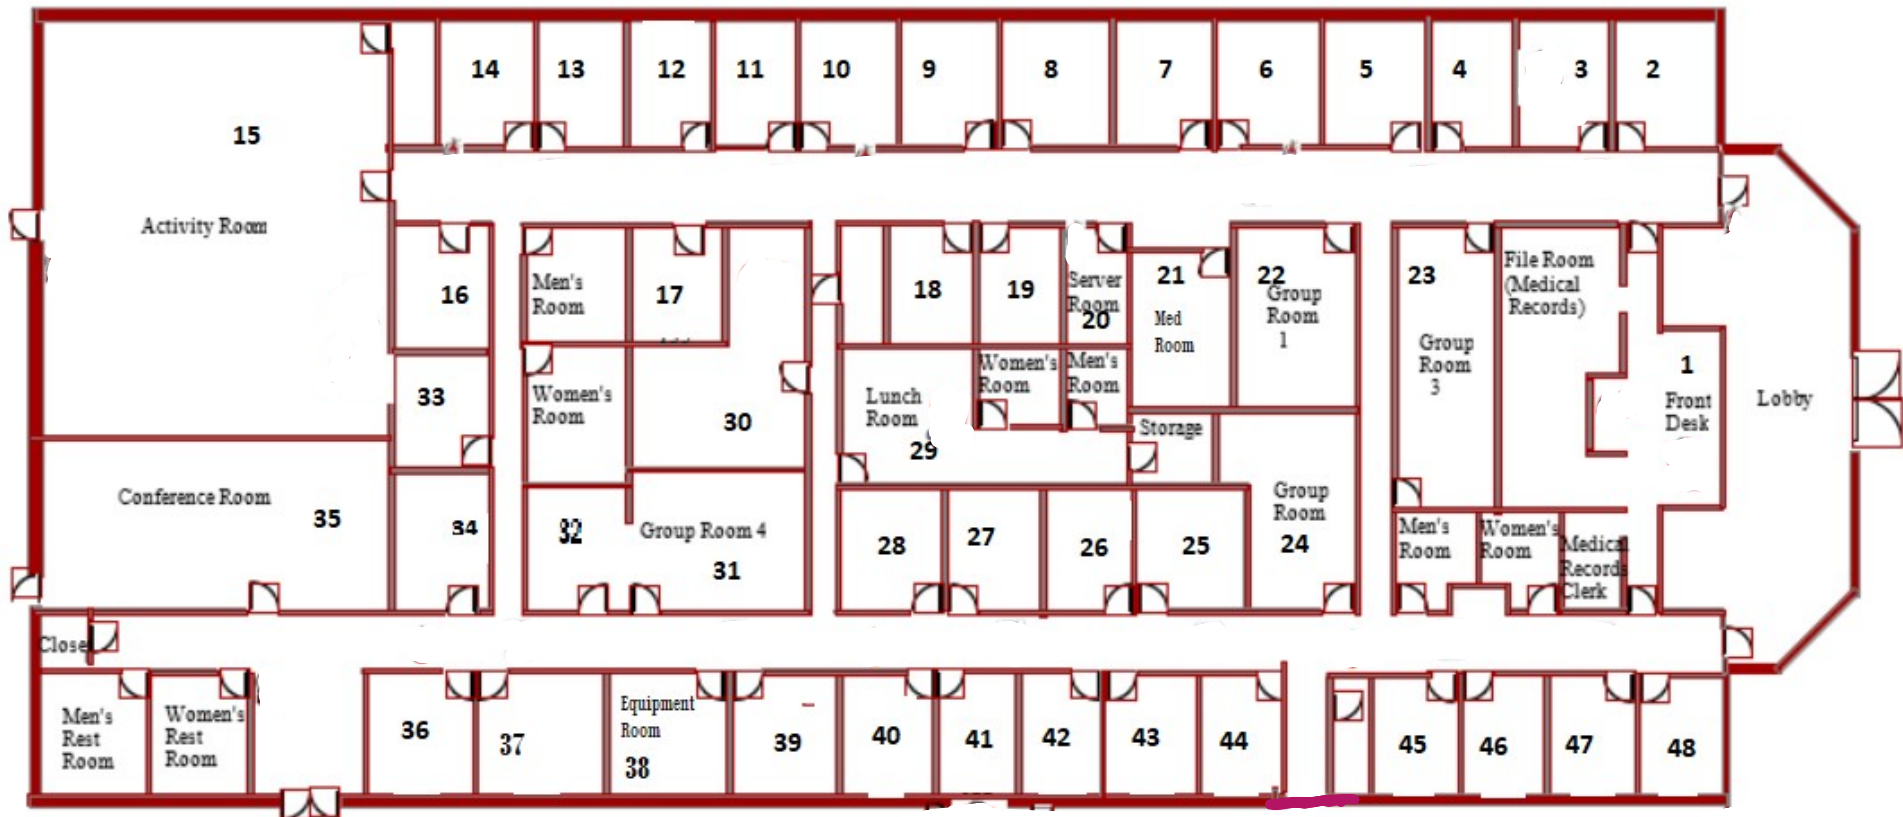 14 13 12 11 10 9 8 7 6 5 4 3 2
15
Activity Room
16
Men's
Room
17
18
19
Server
Room
20
21
Med
Room
22
Group
Room
1
23
Group
Room
3
File Room
(Medical
Records)
1
Front
Desk
Lobby
33
Women's
Room
30
Lunch
Room
29
Women's
Room
Men's
Room
Storage
Conference Room
35
34
32
Group Room 4
31
28
27
26
25
Group
Room
24
Men's
Room
Women's
Room
Medical
Records
Clerk
Close
Men's
Rest
Room
Women's
Rest
Room
36
37
Equipment
Room
38
39
40
41
42
43
44
45
46
47
48